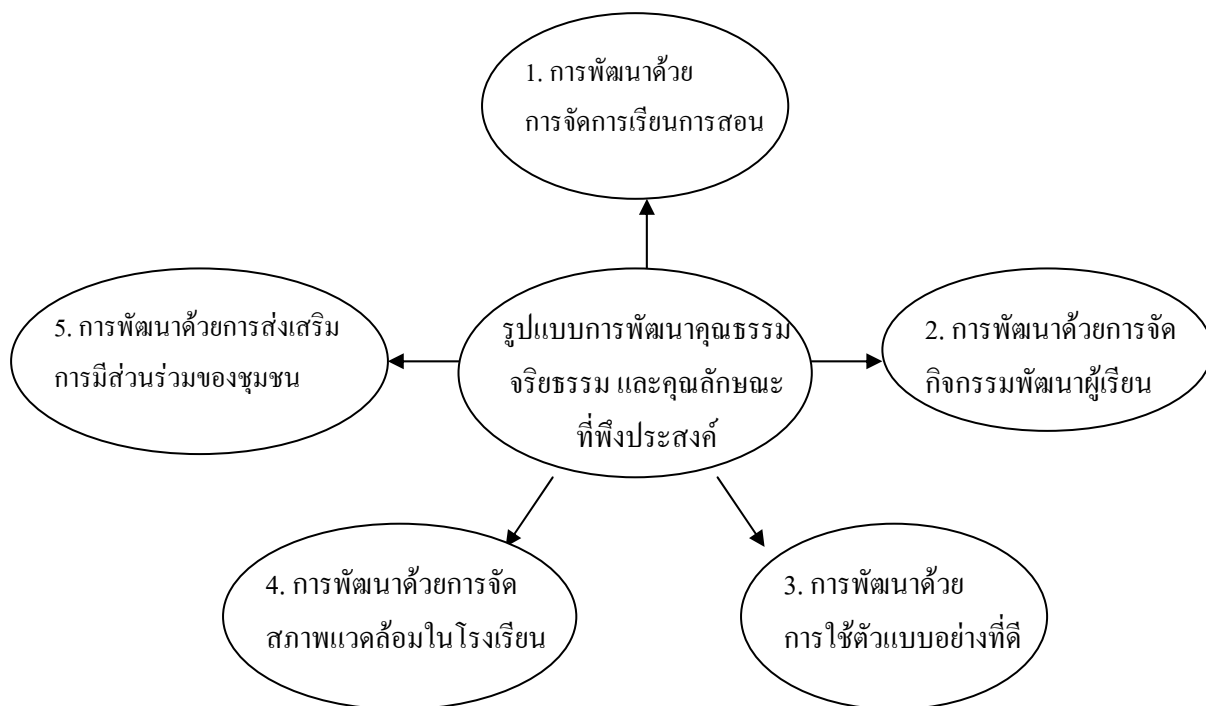 1. การพัฒนาด้วย
การจัดการเรียนการสอน
5. การพัฒนาด้วยการส่งเสริม
การมีส่วนร่วมของชุมชน
รูปแบบการพัฒนาคุณธรรม
จริยธรรม และคุณลักษณะ
ที่พึงประสงค์
2. การพัฒนาด้วยการจัด
กิจกรรมพัฒนาผู้เรียน
4. การพัฒนาด้วยการจัด
สภาพแวดล้อมในโรงเรียน
3. การพัฒนาด้วย
การใช้ตัวแบบอย่างที่ดี